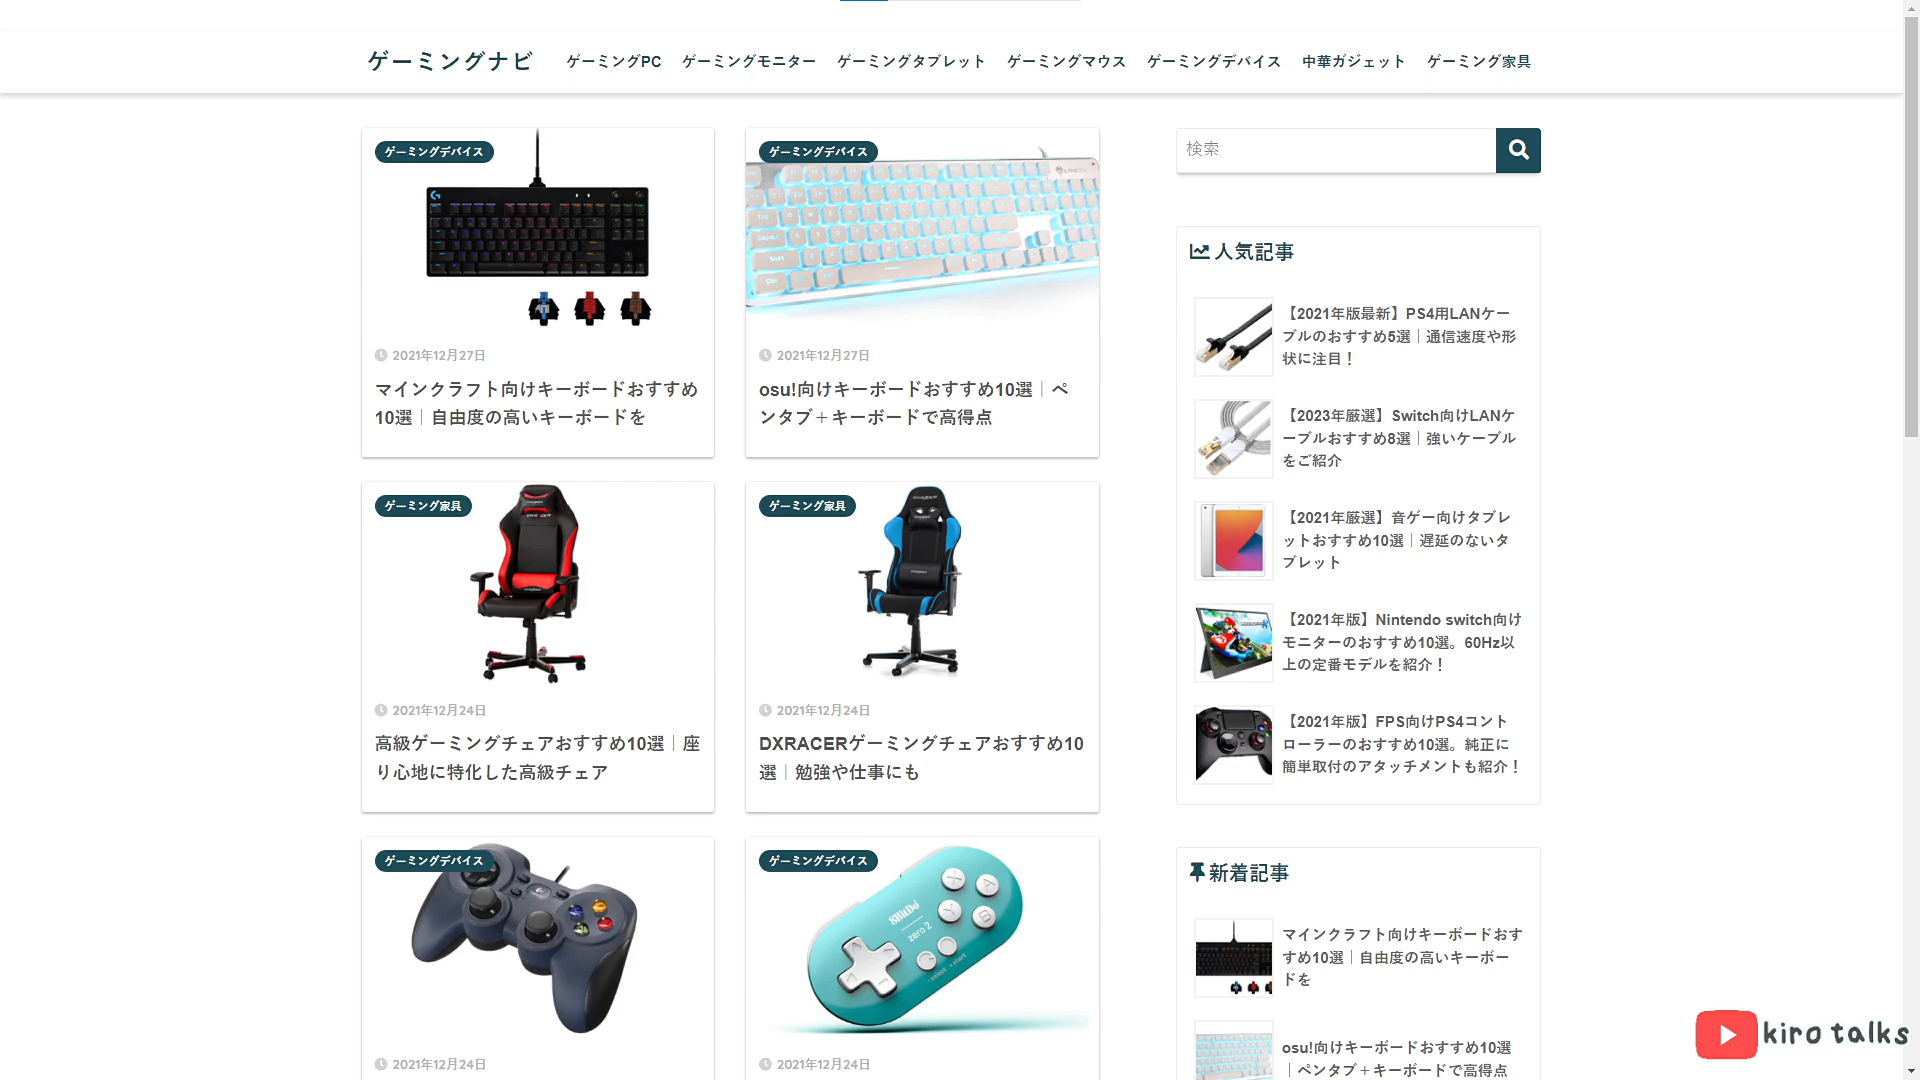 ゲーミングナビ
ゲーミングPC ゲーミングモニター ゲーミングタブレット ゲーミングマウス ゲーミングデバイス 中華ガジェット ゲーミング家具
ゲーミングデバイス
2021年12月27日
マインクラフト向けキーボードおすすめ
10選｜自由度の高いキーボードを
ゲーミングデバイス
2021年12月27日
osu!向けキーボードおすすめ10選｜ペ
ンタブ＋キーボードで高得点
ゲーミング家具
2021年12月24日
高級ゲーミングチェアおすすめ10選｜座
り心地に特化した高級チェア
ゲーミング家具
2021年12月24日
DXRACERゲーミングチェアおすすめ10
選｜勉強や仕事にも
ゲーミングデバイス
2021年12月24日
ゲーミングデバイス
8BitDo
zero 2
select
start
2021年12月24日
検索
人気記事
【2021年版最新】PS4用LANケー
ブルのおすすめ5選｜通信速度や形
状に注目！
【2023年厳選】Switch向けLANケ
ーブルおすすめ8選｜強いケーブル
をご紹介
【2021年厳選】音ゲー向けタブレ
ットおすすめ10選｜遅延のないタ
ブレット
【2021年版】Nintendo switch向け
モニターのおすすめ10選。60Hz以
上の定番モデルを紹介！
【2021年版】FPS向けPS4コント
ローラーのおすすめ10選。純正に
簡単取付のアタッチメントも紹介！
新着記事
マインクラフト向けキーボードおす
すめ10選｜自由度の高いキーボー
ドを
osu!向けキーボードおすすめ10選
｜ペンタブ＋キーボードで高得点
kiro talks